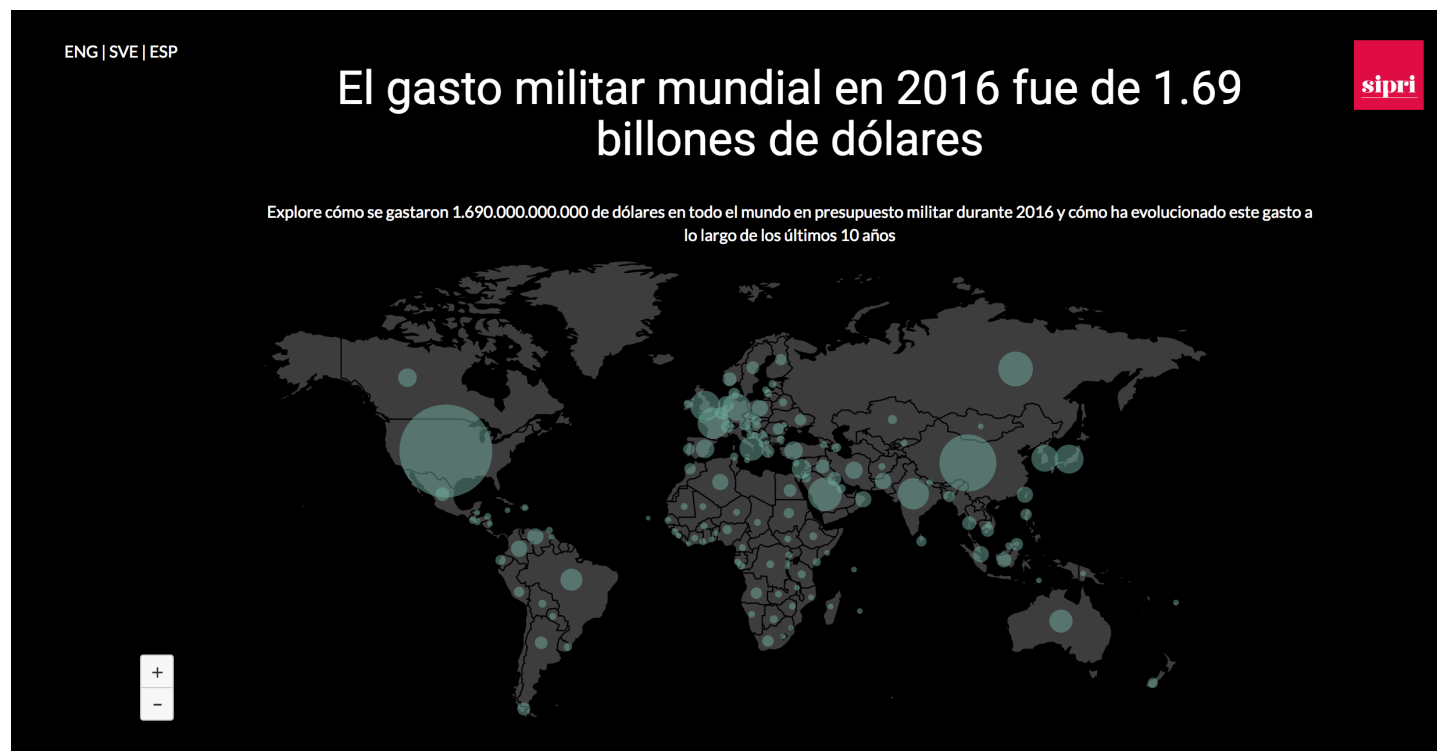 ENG | SVE | ESP
El gasto militar mundial en 2016 fue de 1.69
billones de dólares
sipri
Explore cómo se gastaron 1.690.000.000.000 de dólares en todo el mundo en presupuesto militar durante 2016 y cómo ha evolucionado este gasto a
lo largo de los últimos 10 años
+
-